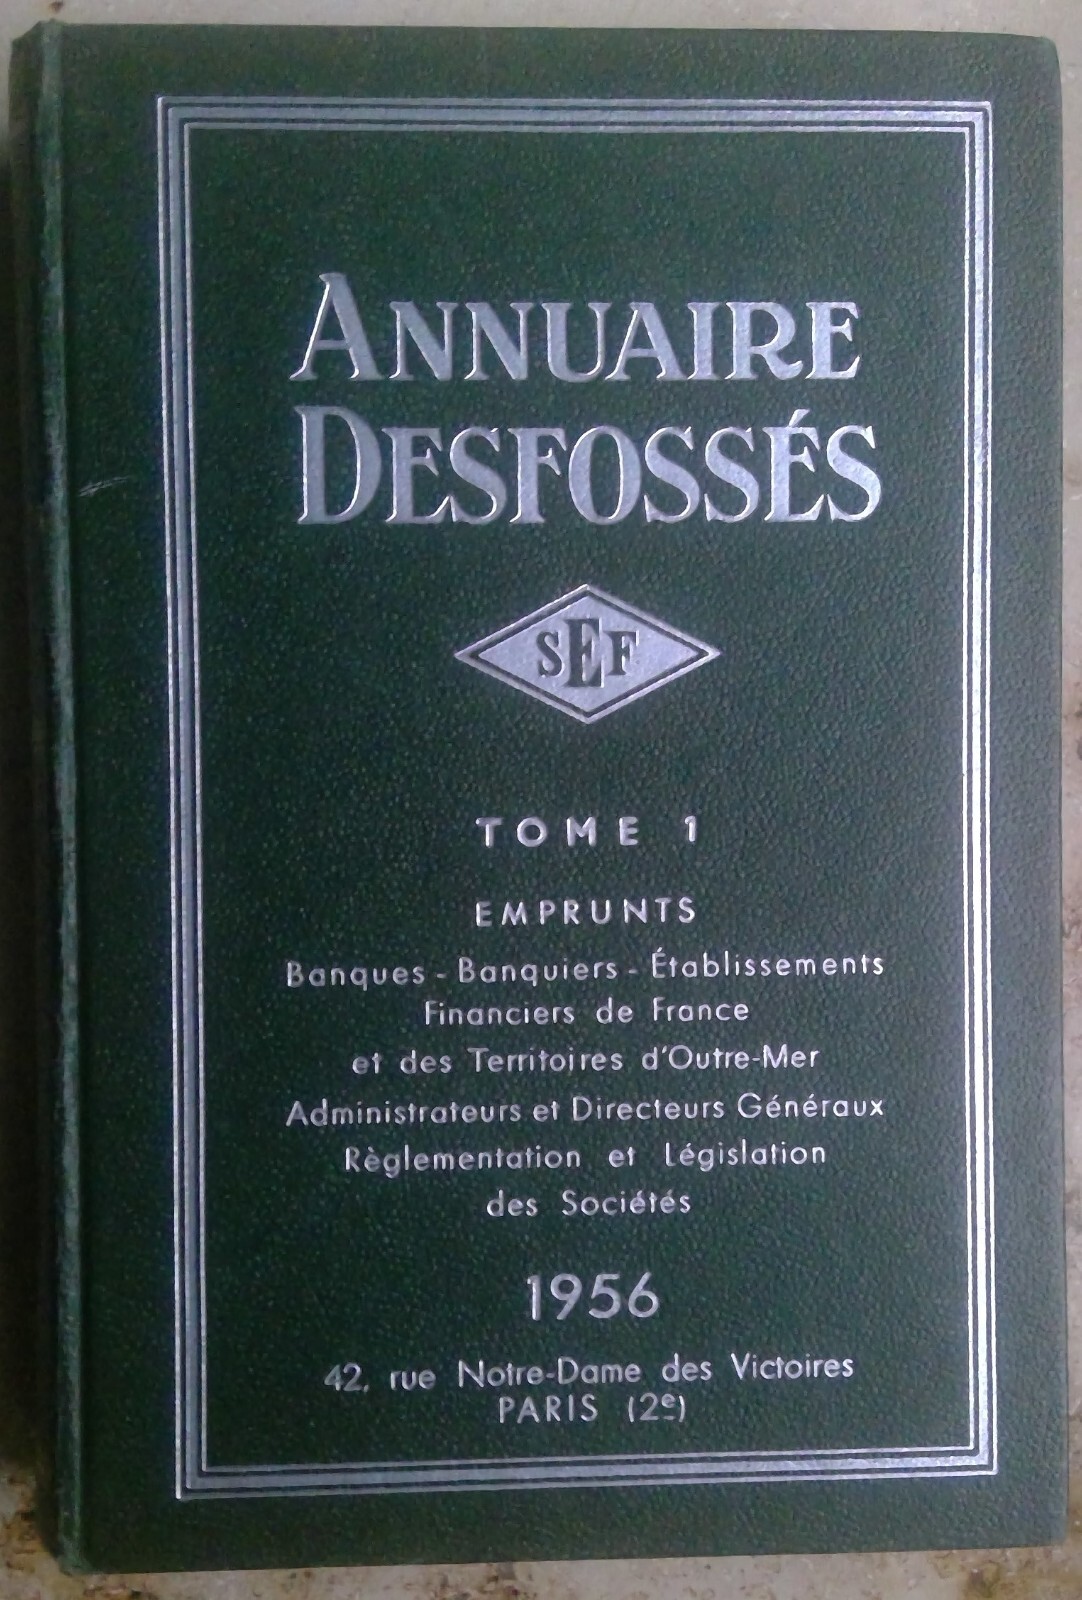 ANNUAIRE
DESFOSSÉS
SEF
TOME 1
EMPRUNTS
Banques - Banquiers - Établissements
Financiers de France
et des Territoires d'Outre-Mer
Administrateurs et Directeurs Généraux
Règlementation et Législation
des Sociétés
1956
42, rue Notre-Dame des Victoires
PARIS (2e)